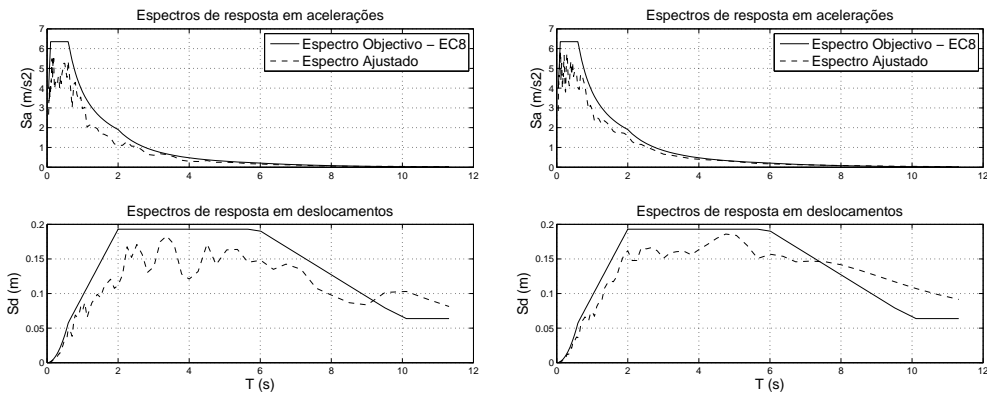 Espectros de resposta em acelerações
7
6
5
4
3
2
1
0
Sa (m/s2)
Espectro Objectivo – EC8
Espectro Ajustado
0 2 4 6 8 10 12
Espectros de resposta em deslocamentos
0.2
0.15
0.1
0.05
0
Sd (m)
0 2 4 6 8 10 12
T (s)
Espectros de resposta em acelerações
7
6
5
4
3
2
1
0
Sa (m/s2)
Espectro Objectivo – EC8
Espectro Ajustado
0 2 4 6 8 10 12
Espectros de resposta em deslocamentos
0.2
0.15
0.1
0.05
0
Sd (m)
0 2 4 6 8 10 12
T (s)